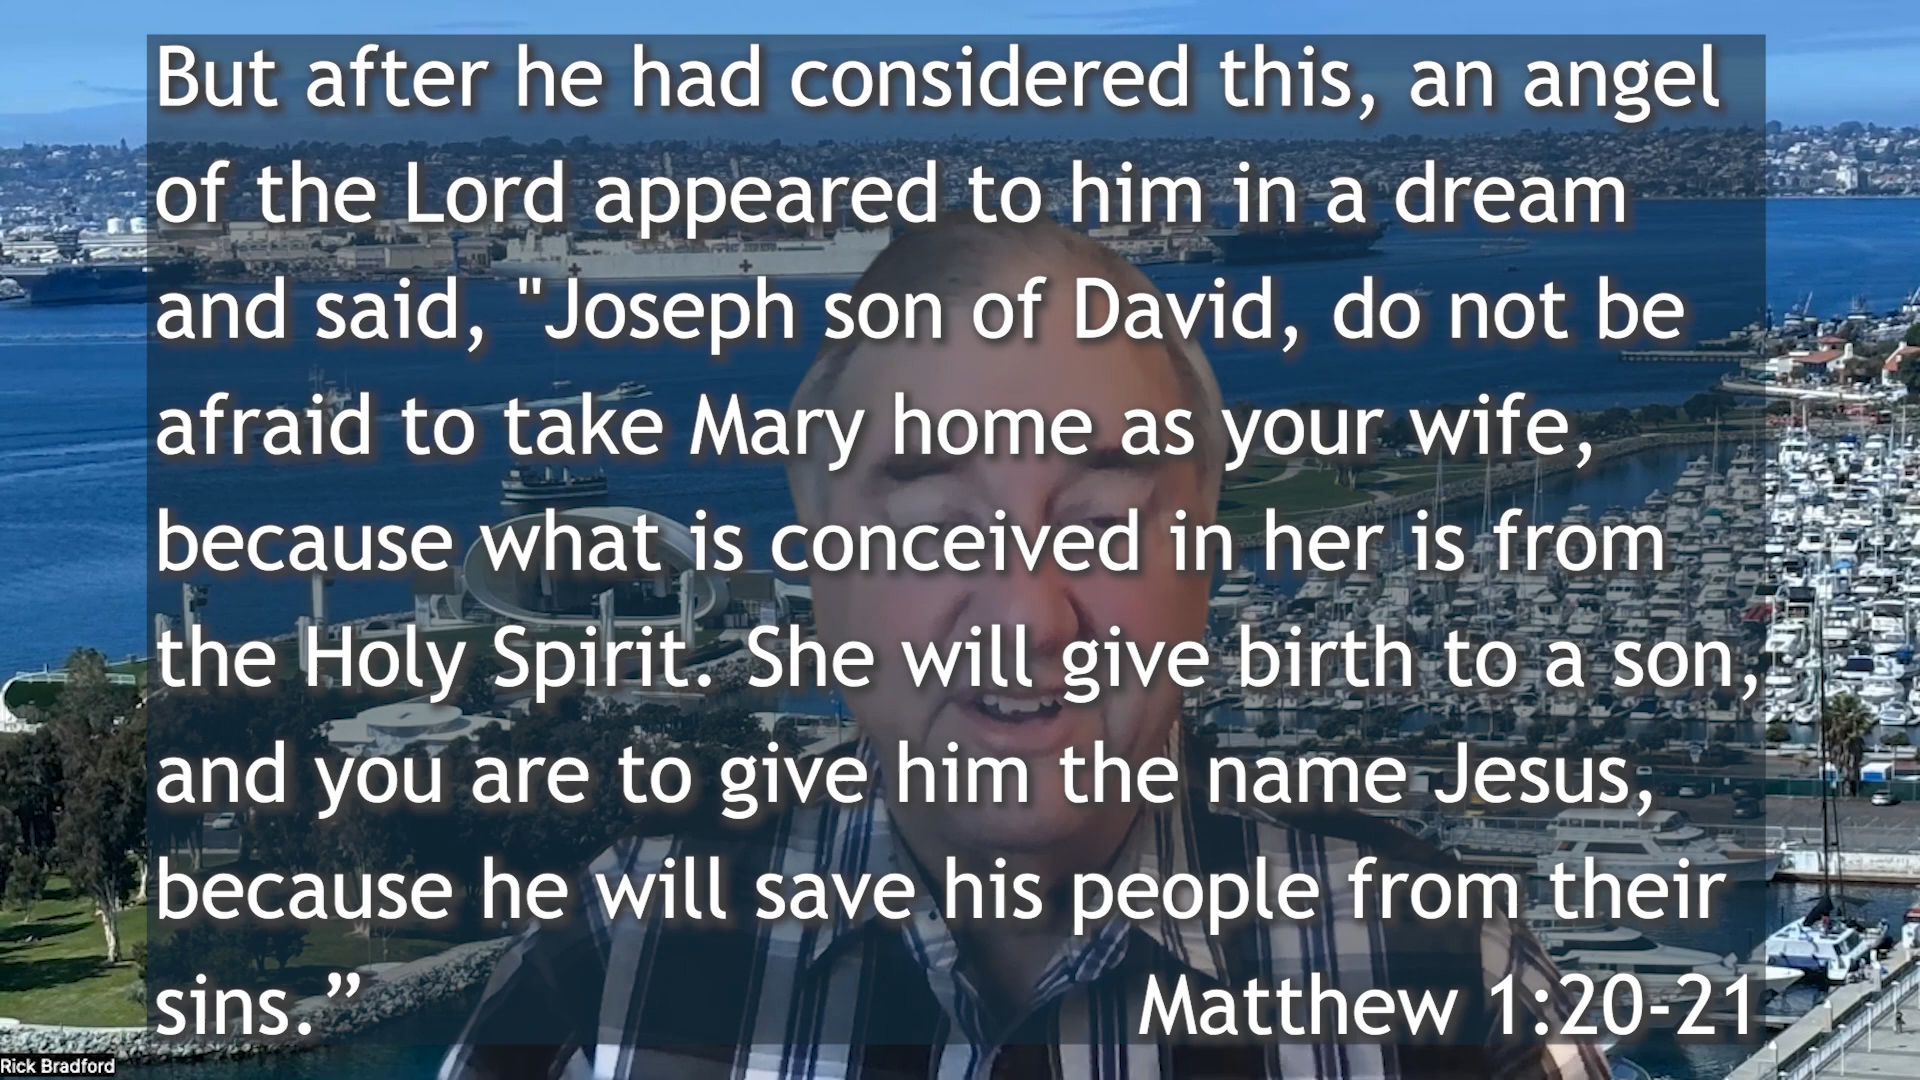 But after he had considered this, an angel
of the Lord appeared to him in a dream
and said, "Joseph son of David, do not be
afraid to take Mary home as your wife,
because what is conceived in her is from
the Holy Spirit. She will give birth to a son,
and you are to give him the name Jesus,
because he will save his people from their
sins.” Matthew 1:20-21
Rick Bradford